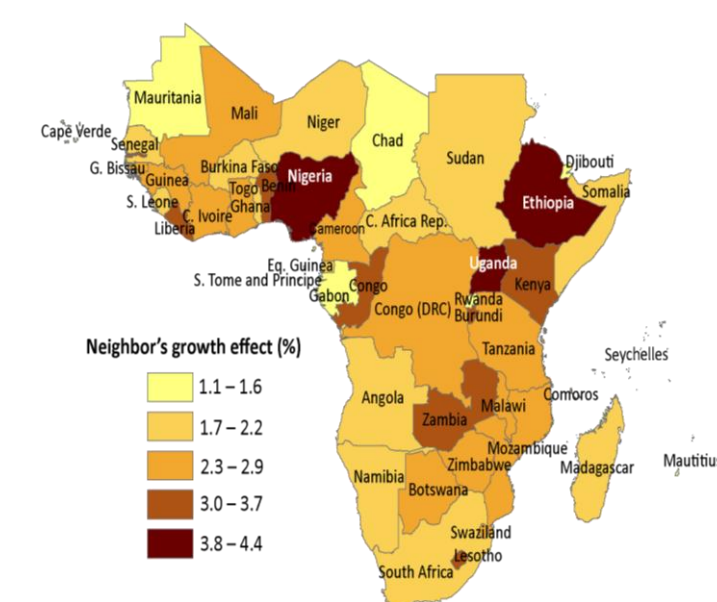 Mauritania
Mali
Niger
Chad
Sudan
Cape Verde
Senegal
G. Bissau
Guinea
Burkina Faso
Togo
Benin
Nigeria
Djibouti
Somalia
Ethiopia
S. Leone
C. Ivoire
Ghana
Liberia
Cameroon
C. Africa Rep.
Eq. Guinea
S. Tome and Principe
Gabon
Congo
Congo (DRC)
Uganda
Kenya
Rwanda
Burundi
Tanzania
Seychelles
Neighbor's growth effect (%)
1.1 – 1.6
1.7 – 2.2
2.3 – 2.9
3.0 – 3.7
3.8 – 4.4
Angola
Zambia
Malawi
Comoros
Mozambique
Zimbabwe
Madagascar
Mautitius
Namibia
Botswana
Swaziland
Lesotho
South Africa